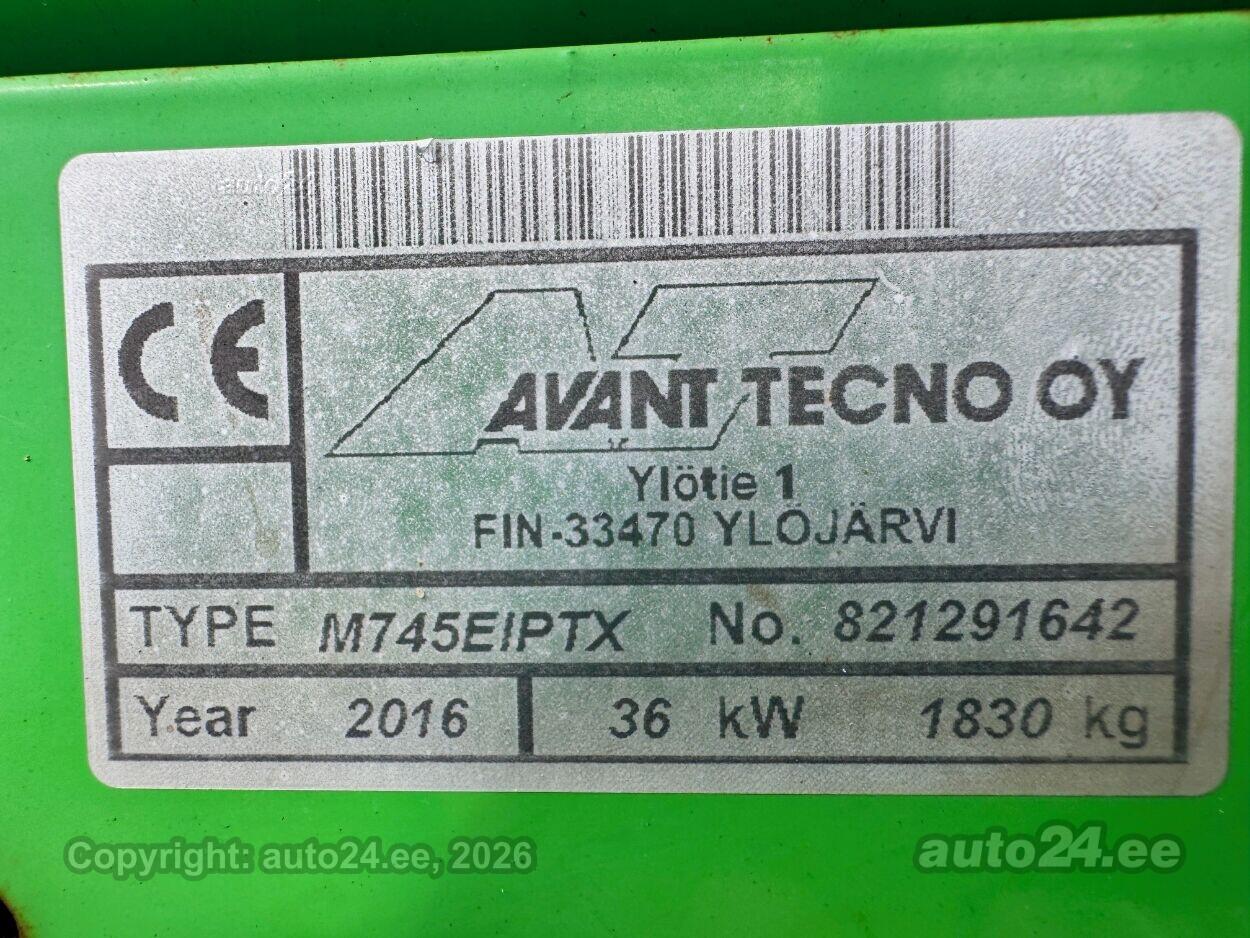 CE
AVANT TECNO OY
Ylötie 1
FIN-33470 YLÖJÄRVI
TYPE M745EIPTX No. 821291642
Year 2016 36 kW 1830 kg
Copyright: auto24.ee, 2026
auto24.ee